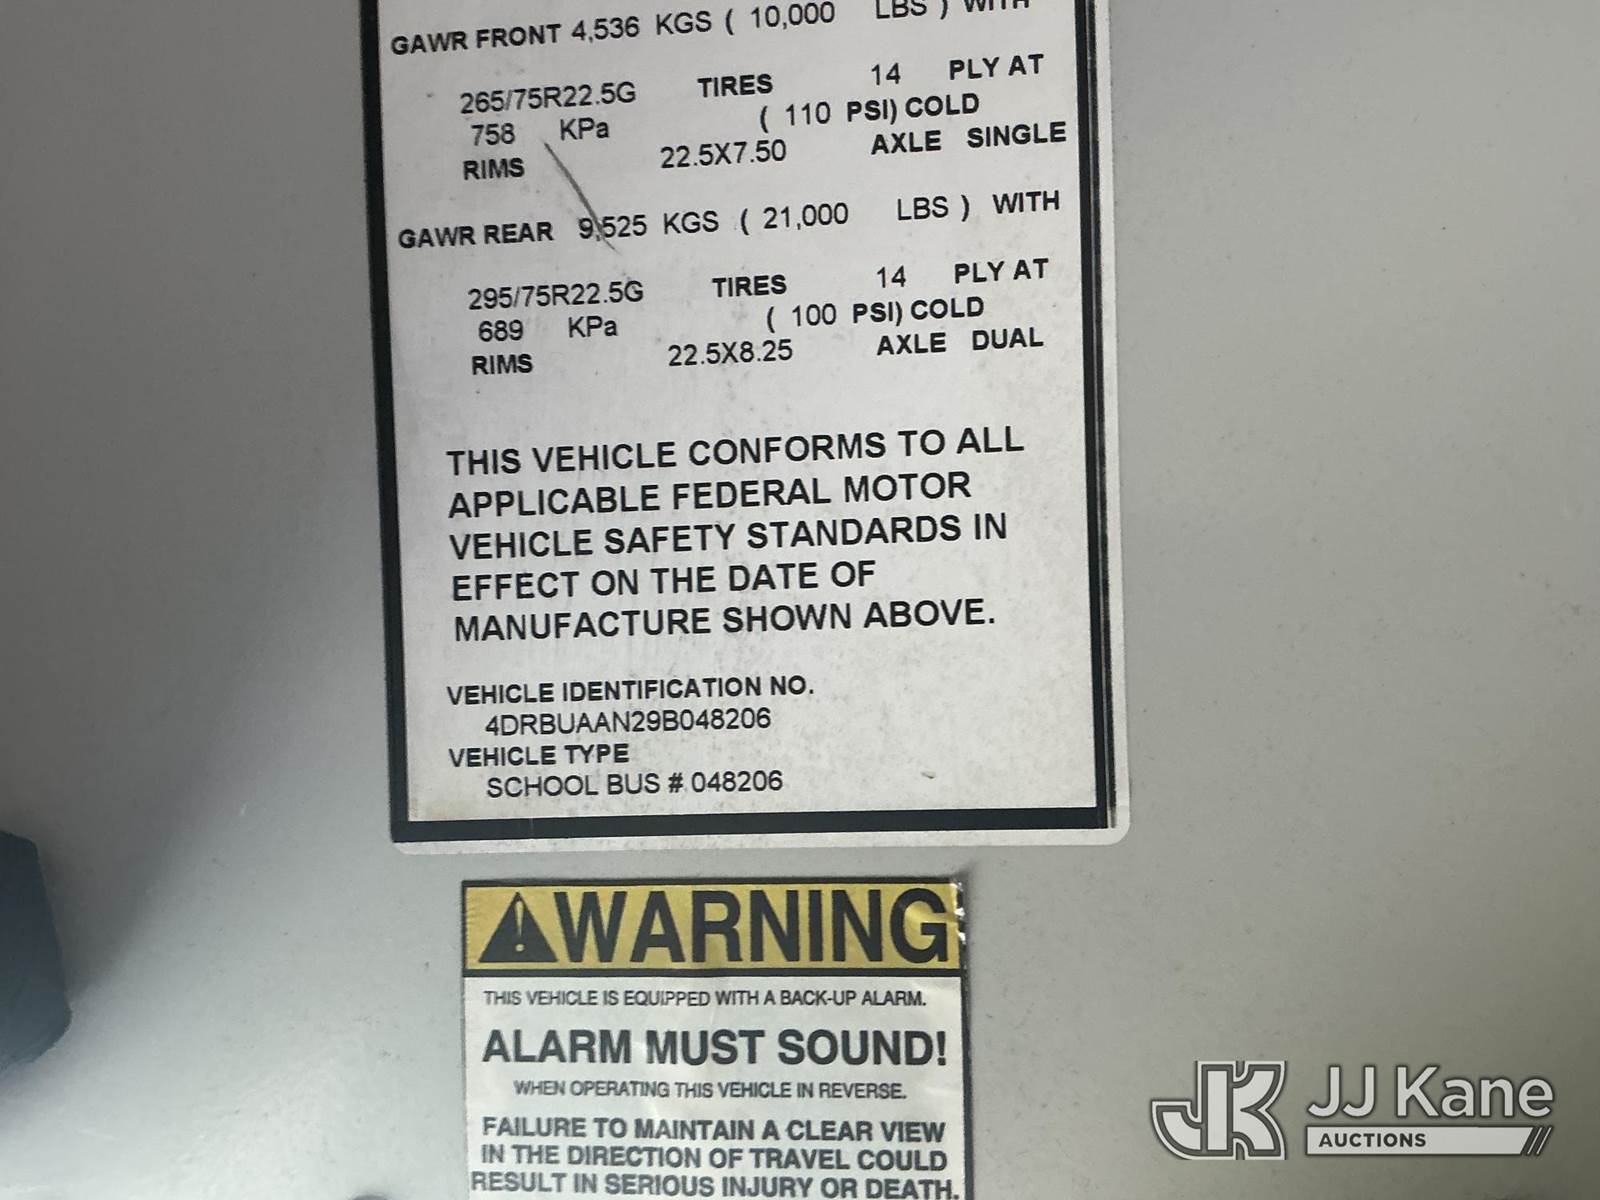 GAWR FRONT 4,536 KGS ( 10,000 LBS ) WITH
265/75R22.5G TIRES 14 PLY AT
758 KPa ( 110 PSI) COLD
RIMS 22.5X7.50 AXLE SINGLE
GAWR REAR 9,525 KGS ( 21,000 LBS ) WITH
295/75R22.5G TIRES 14 PLY AT
689 KPa ( 100 PSI) COLD
RIMS 22.5X8.25 AXLE DUAL
THIS VEHICLE CONFORMS TO ALL
APPLICABLE FEDERAL MOTOR
VEHICLE SAFETY STANDARDS IN
EFFECT ON THE DATE OF
MANUFACTURE SHOWN ABOVE.
VEHICLE IDENTIFICATION NO.
4DRBUAAN29B048206
VEHICLE TYPE
SCHOOL BUS # 048206
WARNING
THIS VEHICLE IS EQUIPPED WITH A BACK-UP ALARM.
ALARM MUST SOUND!
WHEN OPERATING THIS VEHICLE IN REVERSE.
FAILURE TO MAINTAIN A CLEAR VIEW
IN THE DIRECTION OF TRAVEL COULD
RESULT IN SERIOUS INJURY OR DEATH.
JK JJ Kane
AUCTIONS